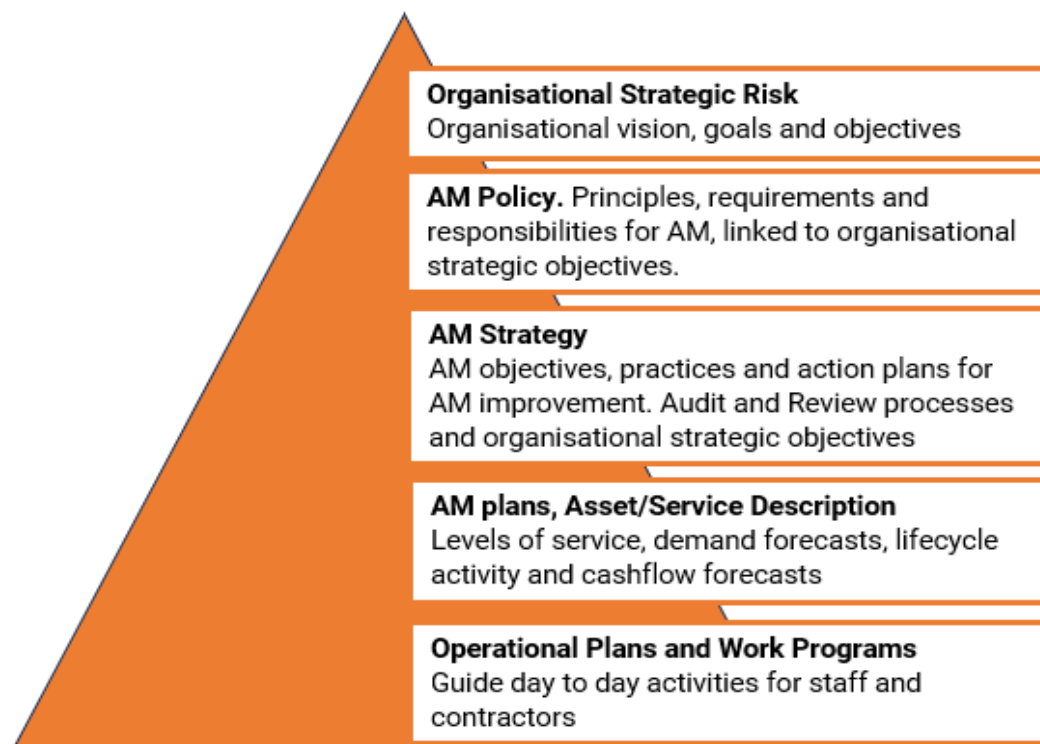 Organisational Strategic Risk
Organisational vision, goals and objectives
AM Policy. Principles, requirements and
responsibilities for AM, linked to organisational
strategic objectives.
AM Strategy
AM objectives, practices and action plans for
AM improvement. Audit and Review processes
and organisational strategic objectives
AM plans, Asset/Service Description
Levels of service, demand forecasts, lifecycle
activity and cashflow forecasts
Operational Plans and Work Programs
Guide day to day activities for staff and
contractors